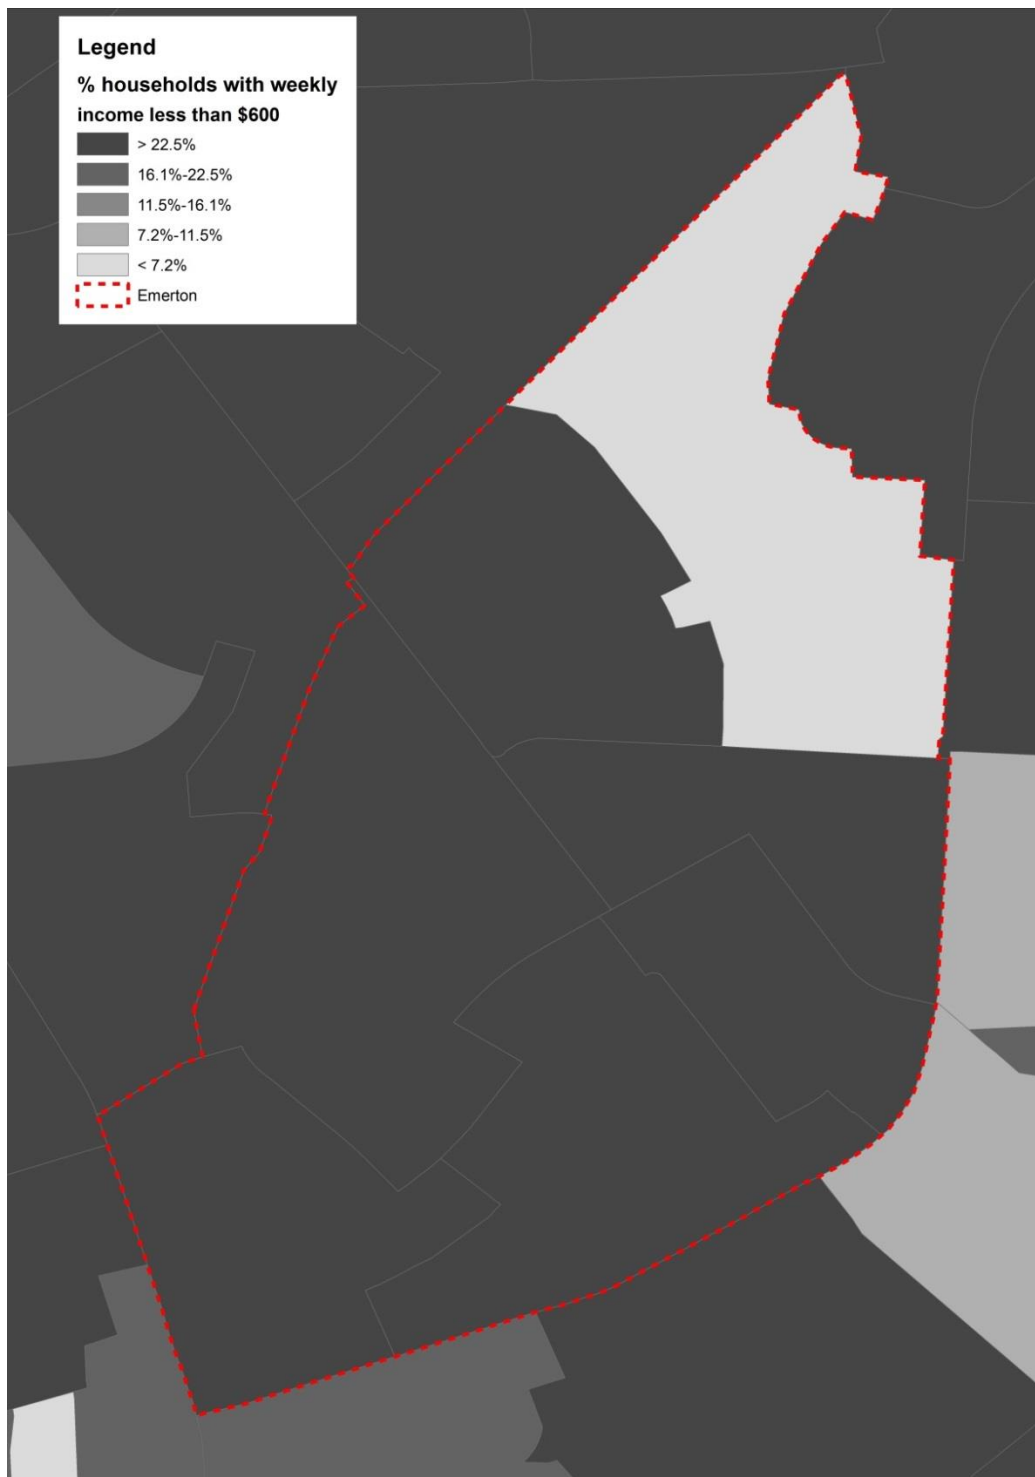 Legend
% households with weekly
income less than $600
> 22.5%
16.1%-22.5%
11.5%-16.1%
7.2%-11.5%
< 7.2%
Emerton